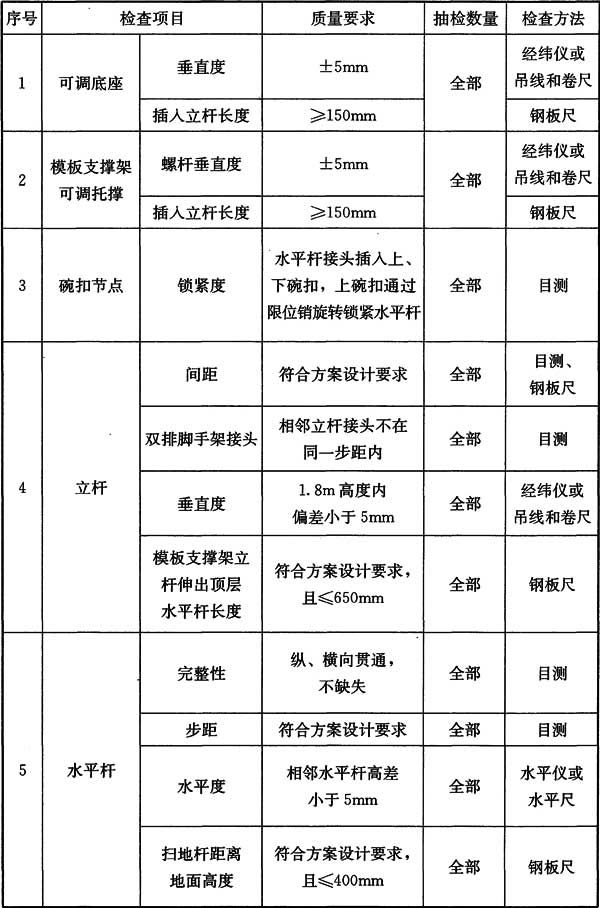 序号 检查项目 质量要求 抽检数量 检查方法
1 可调底座 垂直度 ±5mm 全部 经纬仪或
吊线和卷尺
插入立杆长度 ≥150mm 钢板尺
2 模板支撑架
可调托撑 螺杆垂直度 ±5mm 全部 经纬仪或
吊线和卷尺
插入立杆长度 ≥150mm 钢板尺
3 碗扣节点 锁紧度 水平杆接头插入上、
下碗扣，上碗扣通过
限位销旋转锁紧水平杆 全部 目测
4 立杆 间距 符合方案设计要求 全部 目测、
钢板尺
双排脚手架接头 相邻立杆接头不在
同一步距内 全部 目测
垂直度 1.8m高度内
偏差小于5mm 全部 经纬仪或
吊线和卷尺
模板支撑架立
杆伸出顶层
水平杆长度 符合方案设计要求，
且≤650mm 全部 钢板尺
5 水平杆 完整性 纵、横向贯通，
不缺失 全部 目测
步距 符合方案设计要求 全部 目测
水平度 相邻水平杆高差
小于5mm 全部 水平仪或
水平尺
扫地杆距离
地面高度 符合方案设计要求，
且≤400mm 全部 钢板尺